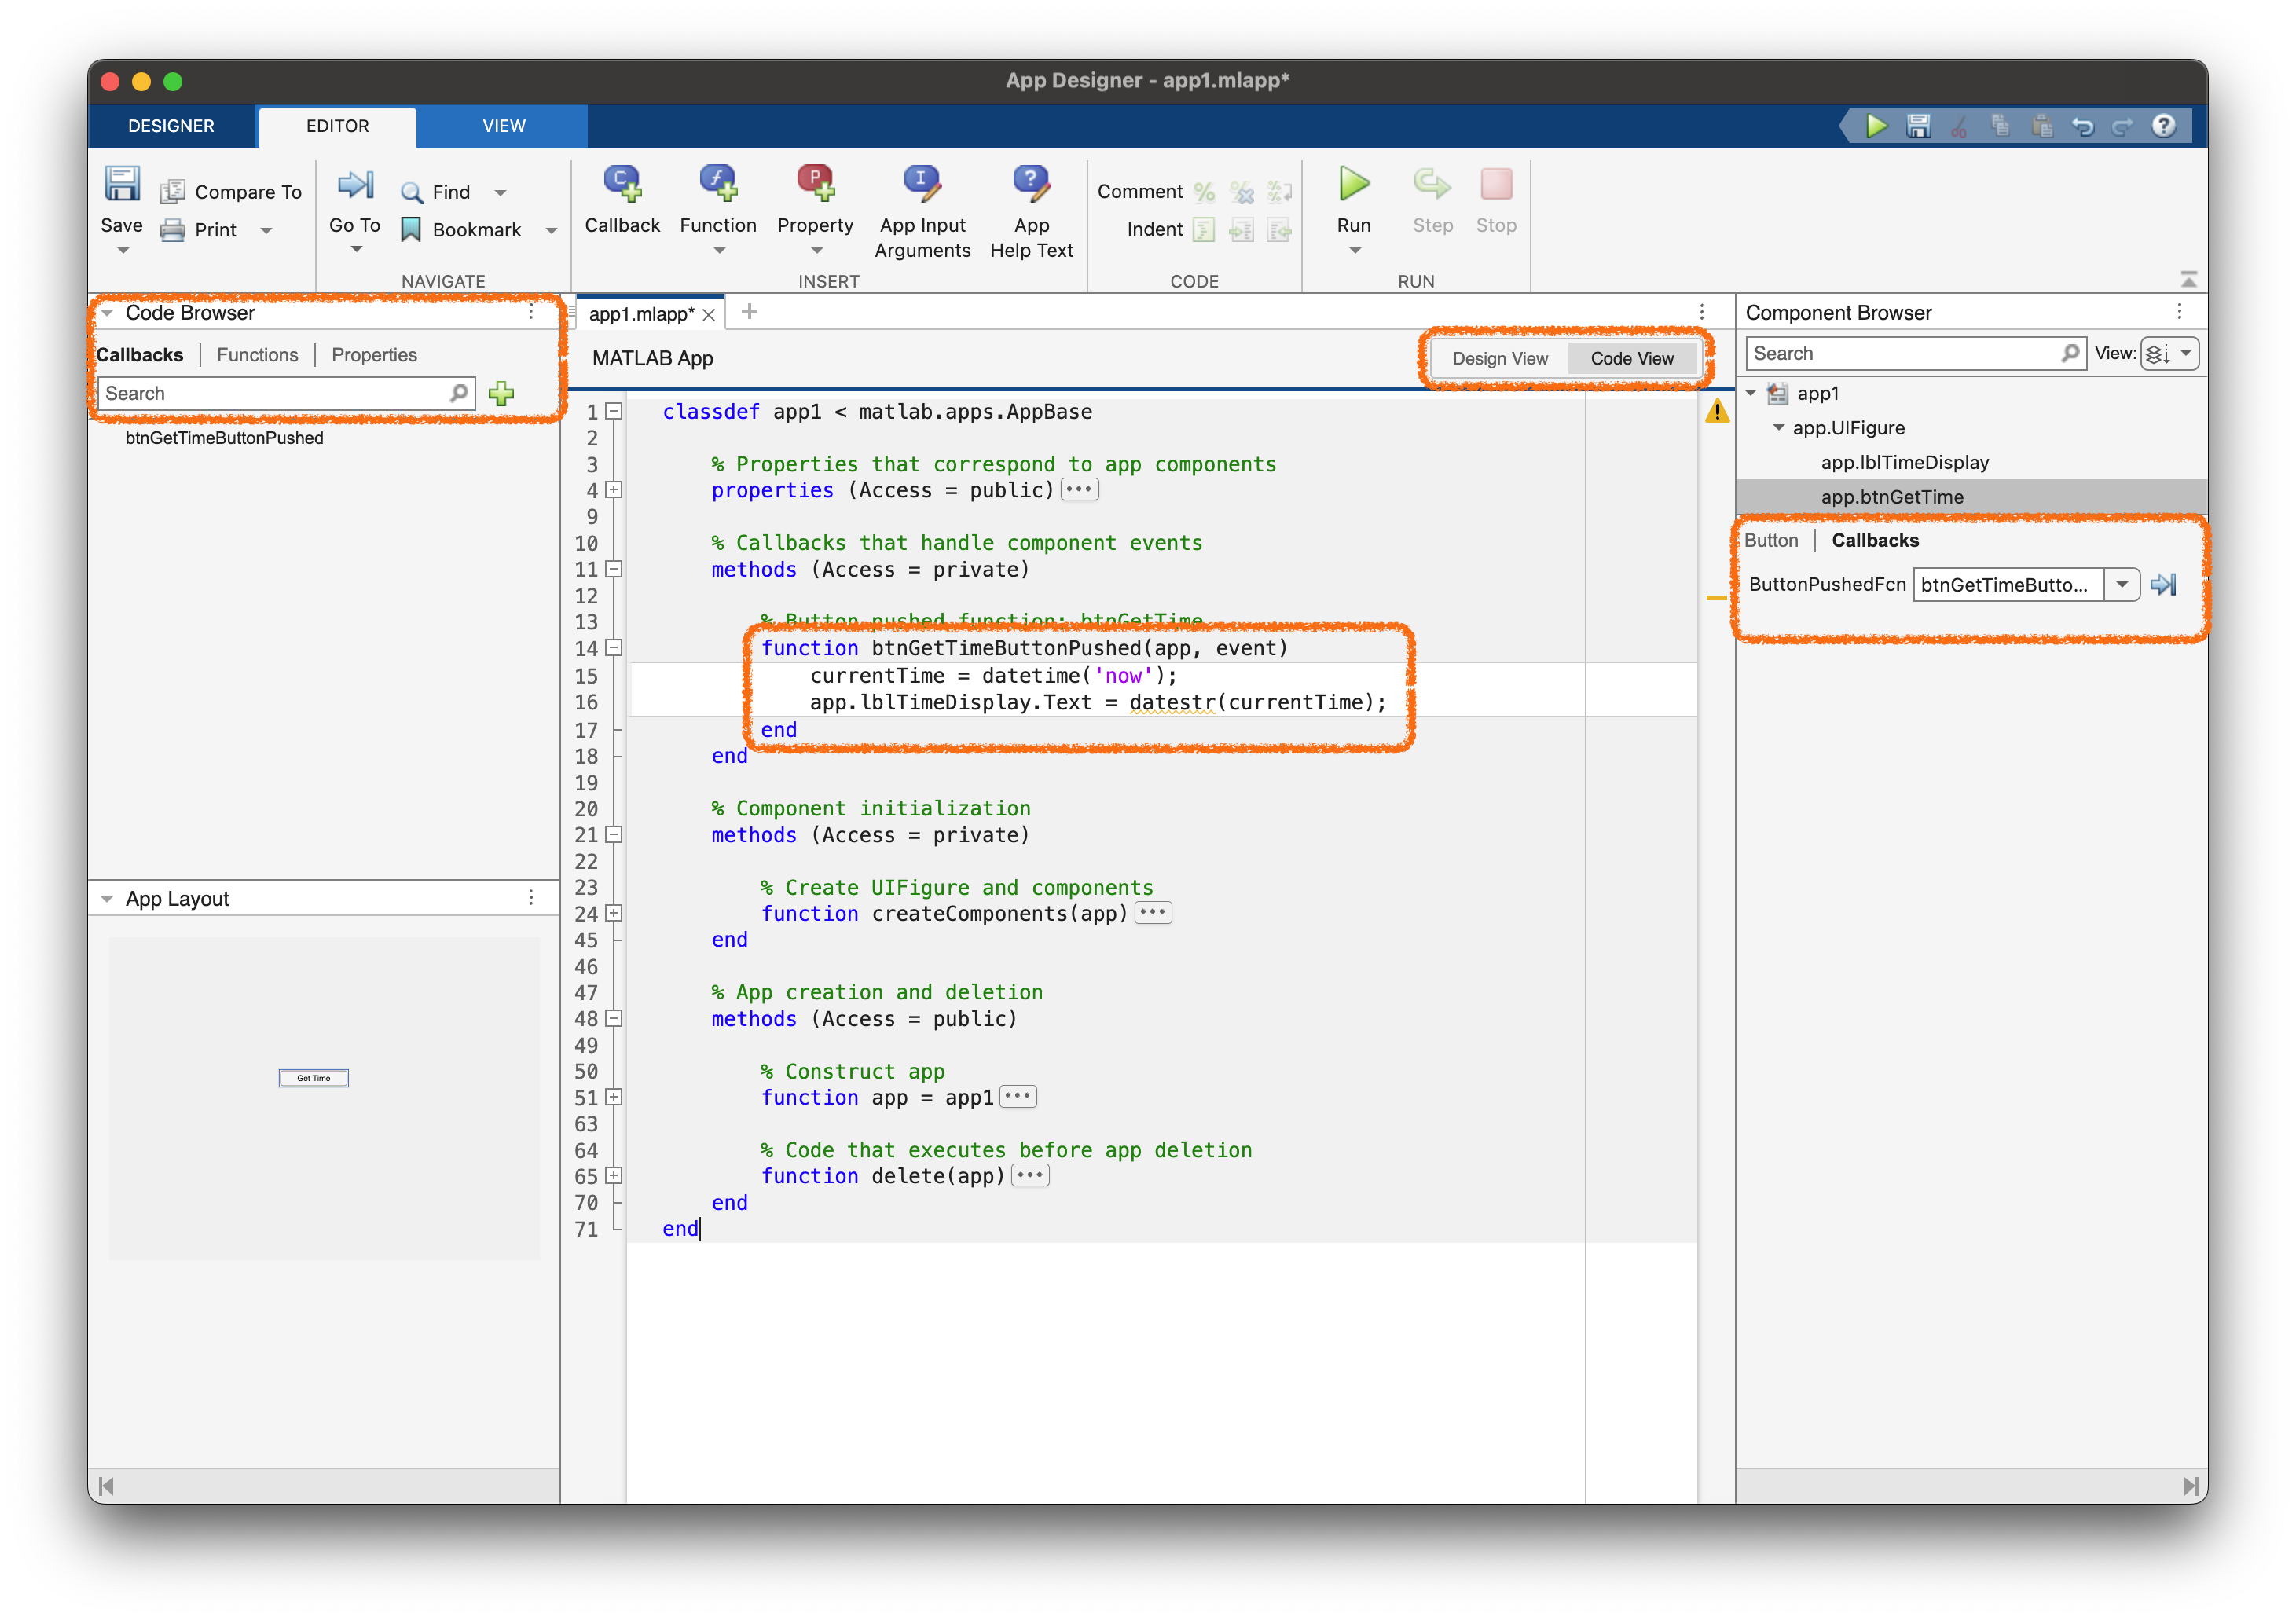 App Designer - app1.mlapp*
DESIGNER
EDITOR
VIEW
Save
Compare To
Print
Go To
Find
Bookmark
NAVIGATE
Callback
Function
Property
App Input
Arguments
App
Help Text
INSERT
Comment
Indent
CODE
Run
Step
Stop
RUN
Code Browser
Callbacks | Functions | Properties
Search
btnGetTimeButtonPushed
App Layout
Get Time
app1.mlapp*
MATLAB App
Design View
Code View
1 classdef app1 < matlab.apps.AppBase
2
3 % Properties that correspond to app components
4 properties (Access = public)
9
10 % Callbacks that handle component events
11 methods (Access = private)
12
13 % Button pushed function: btnGetTime
14 function btnGetTimeButtonPushed(app, event)
15 currentTime = datetime('now');
16 app.lblTimeDisplay.Text = datestr(currentTime);
17 end
18 end
19
20 % Component initialization
21 methods (Access = private)
22
23 % Create UIFigure and components
24 function createComponents(app)
45 end
46
47 % App creation and deletion
48 methods (Access = public)
49
50 % Construct app
51 function app = app1
63
64 % Code that executes before app deletion
65 function delete(app)
70 end
71 end
Component Browser
Search
View:
app1
app.UIFigure
app.lblTimeDisplay
app.btnGetTime
Button | Callbacks
ButtonPushedFcn btnGetTimeButto...